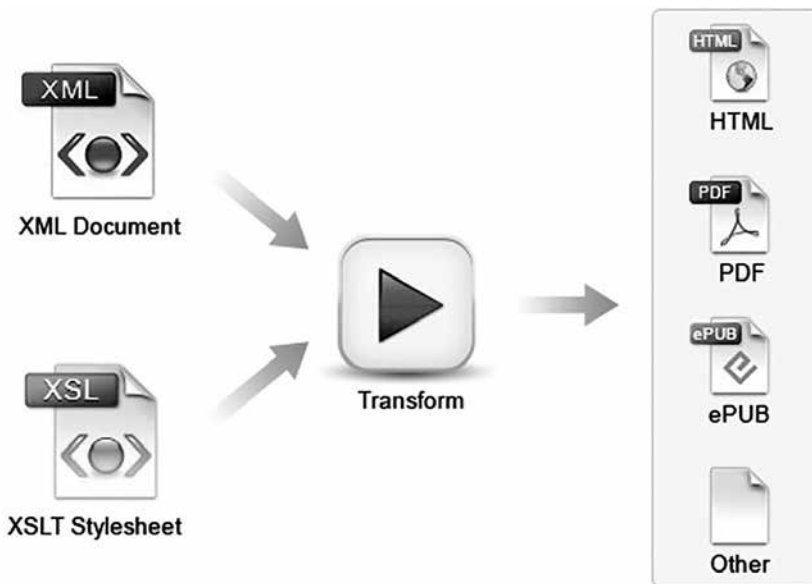 XML
XML Document
XSL
XSLT Stylesheet
Transform
HTML
HTML
PDF
PDF
ePUB
ePUB
Other